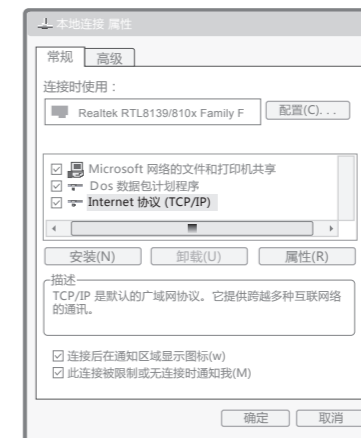 本地连接 属性
常规 高级
连接时使用：
Realtek RTL8139/810x Family F 配置(C)...
Microsoft 网络的文件和打印机共享
Dos 数据包计划程序
Internet 协议 (TCP/IP)
安装(N) 卸载(U) 属性(R)
描述
TCP/IP 是默认的广域网协议。它提供跨越多种互联网络
的通讯。
连接后在通知区域显示图标(w)
此连接被限制或无连接时通知我(M)
确定 取消